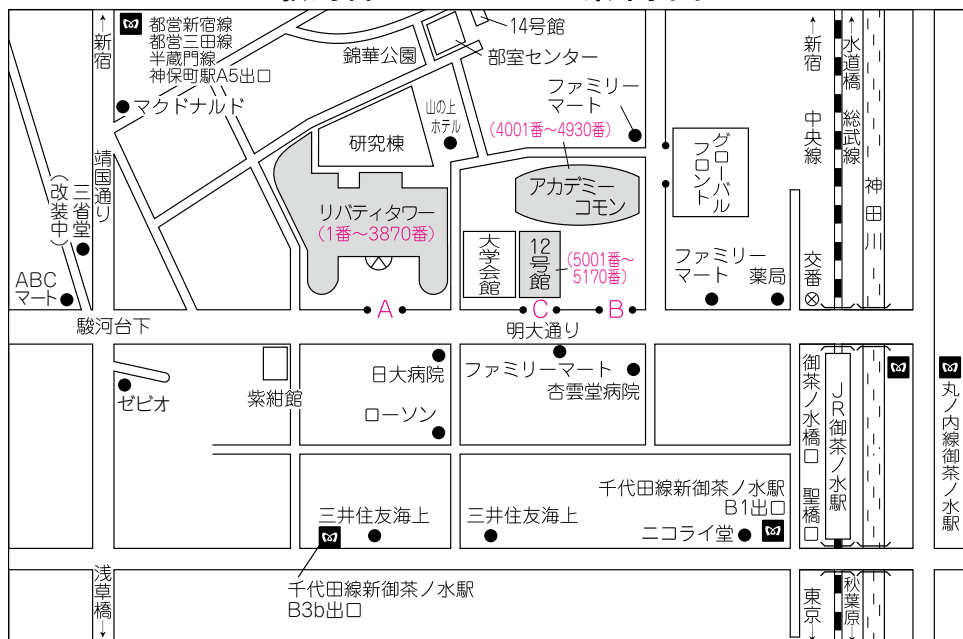 ←新宿
都営新宿線
都営三田線
半蔵門線
神保町駅A5出口
マクドナルド
錦華公園
14号館
部室センター
ファミリー
マート
(4001番~4930番)
山の上
ホテル
研究棟
グローバル
フロント
←新宿
中央線
水道橋
総武線
神田川
靖国通り
三省堂
(改装中)
ABC
マート
リバティタワー
(1番~3870番)
アカデミー
コモン
大学会館
12号館
(5001番~
5170番)
ファミリー
マート
薬局
交番
駿河台下
A
C
B
明大通り
ゼビオ
紫紺館
日大病院
ローソン
ファミリーマート
杏雲堂病院
御茶ノ水橋口
JR御茶ノ水駅
聖橋口
丸ノ内線御茶ノ水駅
三井住友海上
三井住友海上
千代田線新御茶ノ水駅
B1出口
ニコライ堂
千代田線新御茶ノ水駅
B3b出口
浅草橋→
東京→
秋葉原→